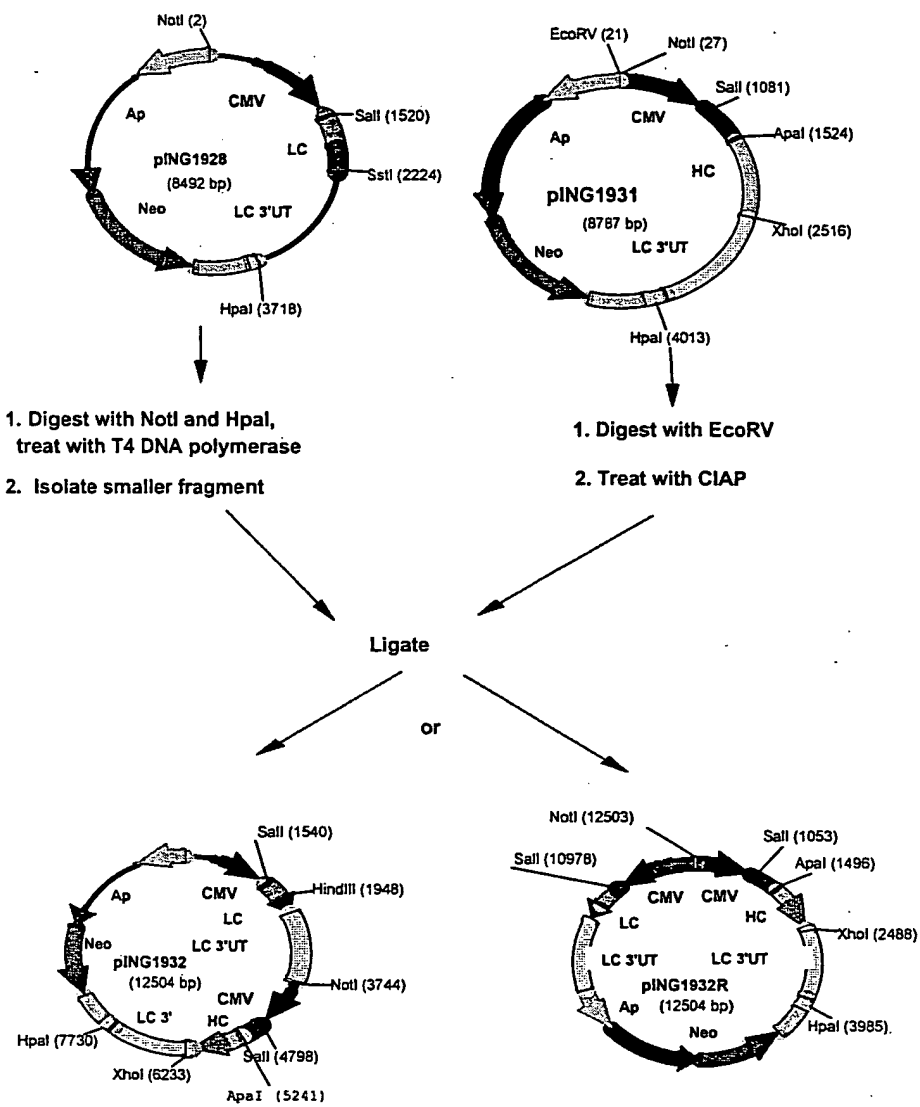 NotI (2)
Ap
CMV
SalI (1520)
LC
SstI (2224)
pING1928
(8492 bp)
Neo
LC 3'UT
HpaI (3718)
EcoRV (21)
NotI (27)
SalI (1081)
CMV
ApaI (1524)
Ap
HC
pING1931
(8787 bp)
XhoI (2516)
Neo
LC 3'UT
HpaI (4013)
1. Digest with NotI and HpaI,
treat with T4 DNA polymerase
2. Isolate smaller fragment
1. Digest with EcoRV
2. Treat with CIAP
Ligate
or
SalI (1540)
Ap
CMV
HindIII (1948)
LC
Neo
LC 3'UT
pING1932
(12504 bp)
NotI (3744)
CMV
LC 3'
HC
HpaI (7730)
SalI (4798)
XhoI (6233)
ApaI (5241)
NotI (12503)
SalI (1053)
SalI (10978)
ApaI (1496)
CMV CMV
LC
HC
XhoI (2488)
LC 3'UT
LC 3'UT
pING1932R
(12504 bp)
Ap
HpaI (3985)
Neo